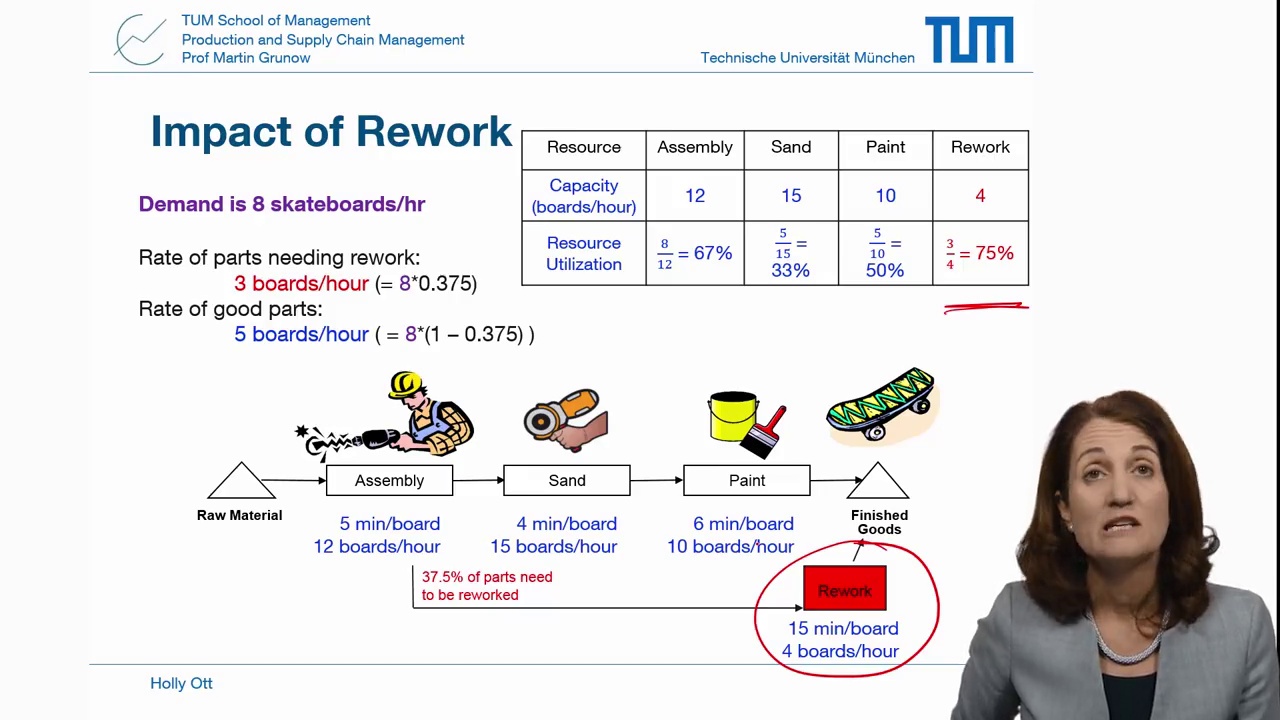 TUM School of Management
Production and Supply Chain Management
Prof Martin Grunow
Technische Universität München
TUM
Impact of Rework
Resource Assembly Sand Paint Rework
Capacity (boards/hour) 12 15 10 4
Resource Utilization 8/12 = 67% 5/15 = 33% 5/10 = 50% 3/4 = 75%
Demand is 8 skateboards/hr
Rate of parts needing rework:
3 boards/hour (= 8*0.375)
Rate of good parts:
5 boards/hour ( = 8*(1 – 0.375) )
Assembly Sand Paint
Raw Material
Finished
Goods
5 min/board 4 min/board 6 min/board
12 boards/hour 15 boards/hour 10 boards/hour
37.5% of parts need
to be reworked
Rework
15 min/board
4 boards/hour
Holly Ott